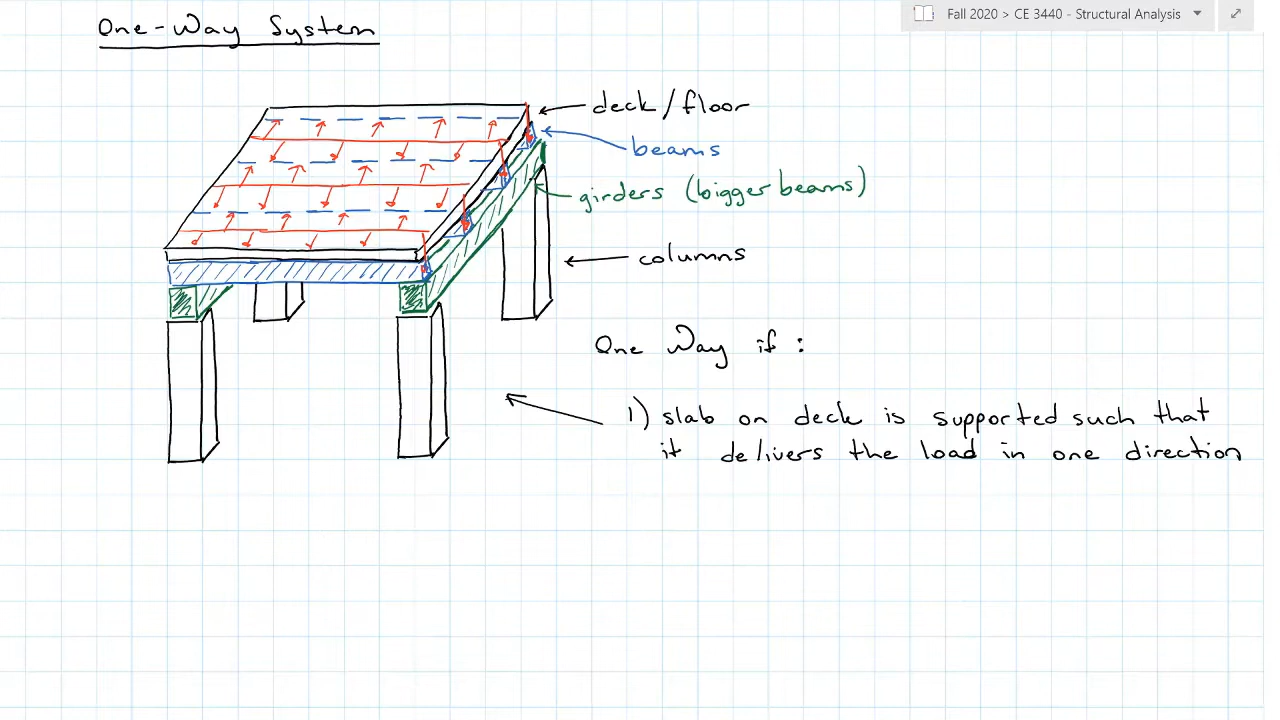 One-Way System
Fall 2020 > CE 3440 - Structural Analysis
deck/floor
beams
girders (bigger beams)
columns
One Way if :
1) slab on deck is supported such that
it delivers the load in one direction